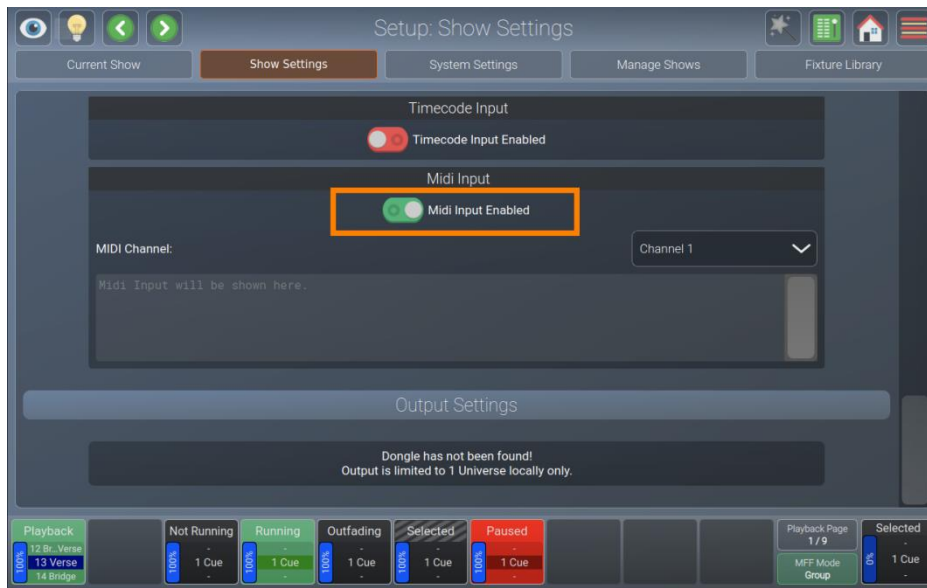 Setup: Show Settings
Current Show
Show Settings
System Settings
Manage Shows
Fixture Library
Timecode Input
Timecode Input Enabled
Midi Input
Midi Input Enabled
MIDI Channel:
Channel 1
Midi Input will be shown here.
Output Settings
Dongle has not been found!
Output is limited to 1 Universe locally only.
Playback
100%
12 Br..Verse
13 Verse
14 Bridge
Not Running
100%
-
1 Cue
-
Running
100%
-
1 Cue
-
Outfading
100%
-
1 Cue
-
Selected
100%
-
1 Cue
-
Paused
100%
-
1 Cue
-
Playback Page
1 / 9
MFF Mode
Group
Selected
0%
-
1 Cue
-